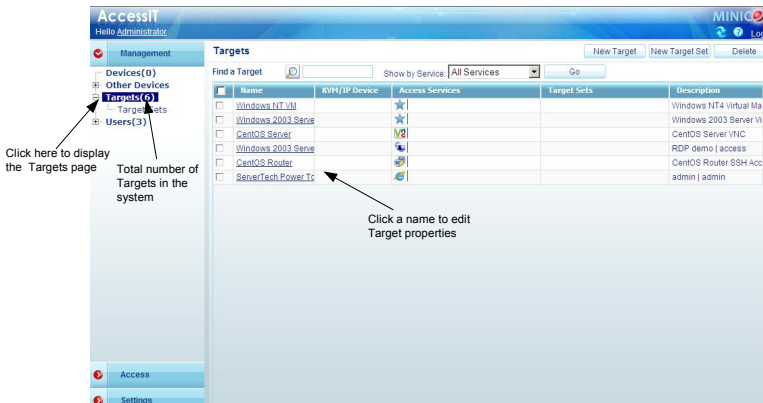 AccessIT
MINIC
Hello Administrator
Log
Management
Targets
New Target
New Target Set
Delete
Devices(0)
Other Devices
Targets(6)
Target Sets
Users(3)
Find a Target
Show by Service: All Services
Go
Name KVM/IP Device Access Services Target Sets Description
Windows NT VM Windows NT4 Virtual Ma
Windows 2003 Serve Windows 2003 Server Vi
CentOS Server CentOS Server VNC
Windows 2003 Serve RDP demo | access
CentOS Router CentOS Router SSH Acc
ServerTech Power To admin | admin
Click here to display
the Targets page
Total number of
Targets in the
system
Click a name to edit
Target properties
Access
Settings